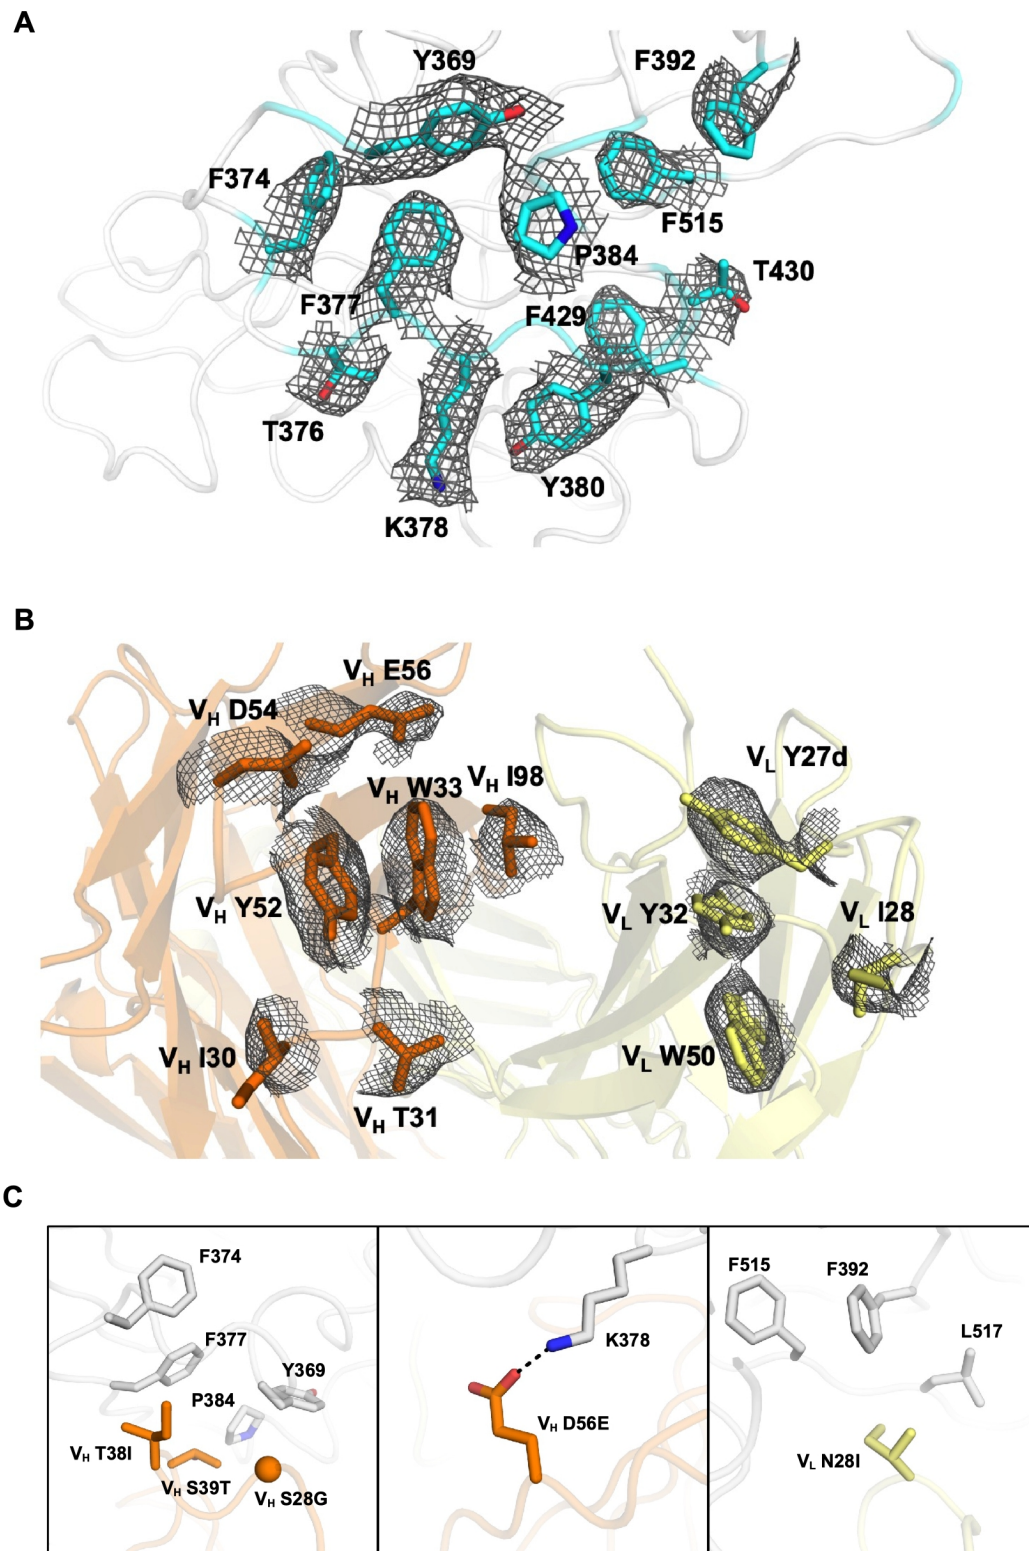 A
Y369
F392
F374
F515
P384
T430
F377
F429
T376
Y380
K378
B
VH E56
VH D54
VH W33
VH I98
VL Y27d
VH Y52
VL Y32
VL I28
VH I30
VL W50
VH T31
C
F374
F377
Y369
P384
VH T38I
VH S39T
VH S28G
K378
VH D56E
F515
F392
L517
VL N28I